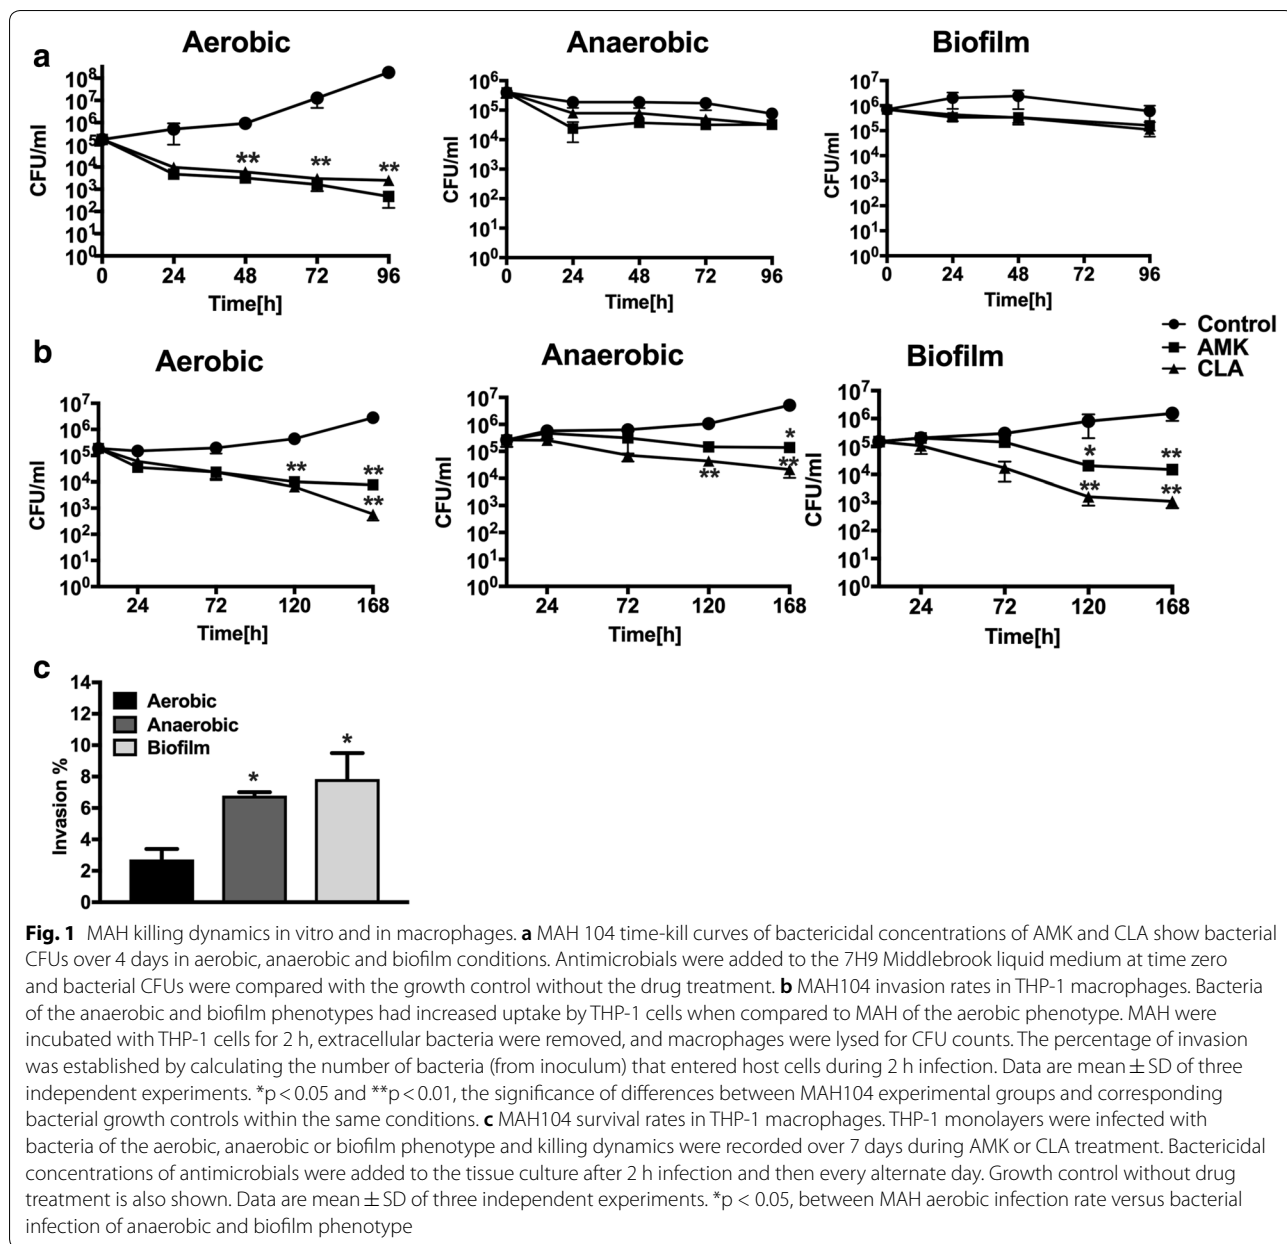 a
Aerobic
Anaerobic
Biofilm
CFU/ml
10⁸
10⁷
10⁶
10⁵
10⁴
10³
10²
10¹
10⁰
** ** **
0 24 48 72 96
Time[h]
CFU/ml
10⁶
10⁵
10⁴
10³
10²
10¹
10⁰
0 24 48 72 96
Time[h]
CFU/ml
10⁷
10⁶
10⁵
10⁴
10³
10²
10¹
10⁰
0 24 48 72 96
Time[h]
Control
AMK
CLA
b
Aerobic
Anaerobic
Biofilm
CFU/ml
10⁷
10⁶
10⁵
10⁴
10³
10²
10¹
10⁰
** **
**
24 72 120 168
Time[h]
CFU/ml
10⁷
10⁶
10⁵
10⁴
10³
10²
10¹
10⁰
*
** **
24 72 120 168
Time[h]
CFU/ml
10⁷
10⁶
10⁵
10⁴
10³
10²
10¹
10⁰
* **
** **
24 72 120 168
Time[h]
c
Invasion %
14
12
10
8
6
4
2
0
Aerobic
Anaerobic
Biofilm
* *
Fig. 1 MAH killing dynamics in vitro and in macrophages. a MAH 104 time-kill curves of bactericidal concentrations of AMK and CLA show bacterial
CFUs over 4 days in aerobic, anaerobic and biofilm conditions. Antimicrobials were added to the 7H9 Middlebrook liquid medium at time zero
and bacterial CFUs were compared with the growth control without the drug treatment. b MAH104 invasion rates in THP-1 macrophages. Bacteria
of the anaerobic and biofilm phenotypes had increased uptake by THP-1 cells when compared to MAH of the aerobic phenotype. MAH were
incubated with THP-1 cells for 2 h, extracellular bacteria were removed, and macrophages were lysed for CFU counts. The percentage of invasion
was established by calculating the number of bacteria (from inoculum) that entered host cells during 2 h infection. Data are mean ± SD of three
independent experiments. *p < 0.05 and **p < 0.01, the significance of differences between MAH104 experimental groups and corresponding
bacterial growth controls within the same conditions. c MAH104 survival rates in THP-1 macrophages. THP-1 monolayers were infected with
bacteria of the aerobic, anaerobic or biofilm phenotype and killing dynamics were recorded over 7 days during AMK or CLA treatment. Bactericidal
concentrations of antimicrobials were added to the tissue culture after 2 h infection and then every alternate day. Growth control without drug
treatment is also shown. Data are mean ± SD of three independent experiments. *p < 0.05, between MAH aerobic infection rate versus bacterial
infection of anaerobic and biofilm phenotype